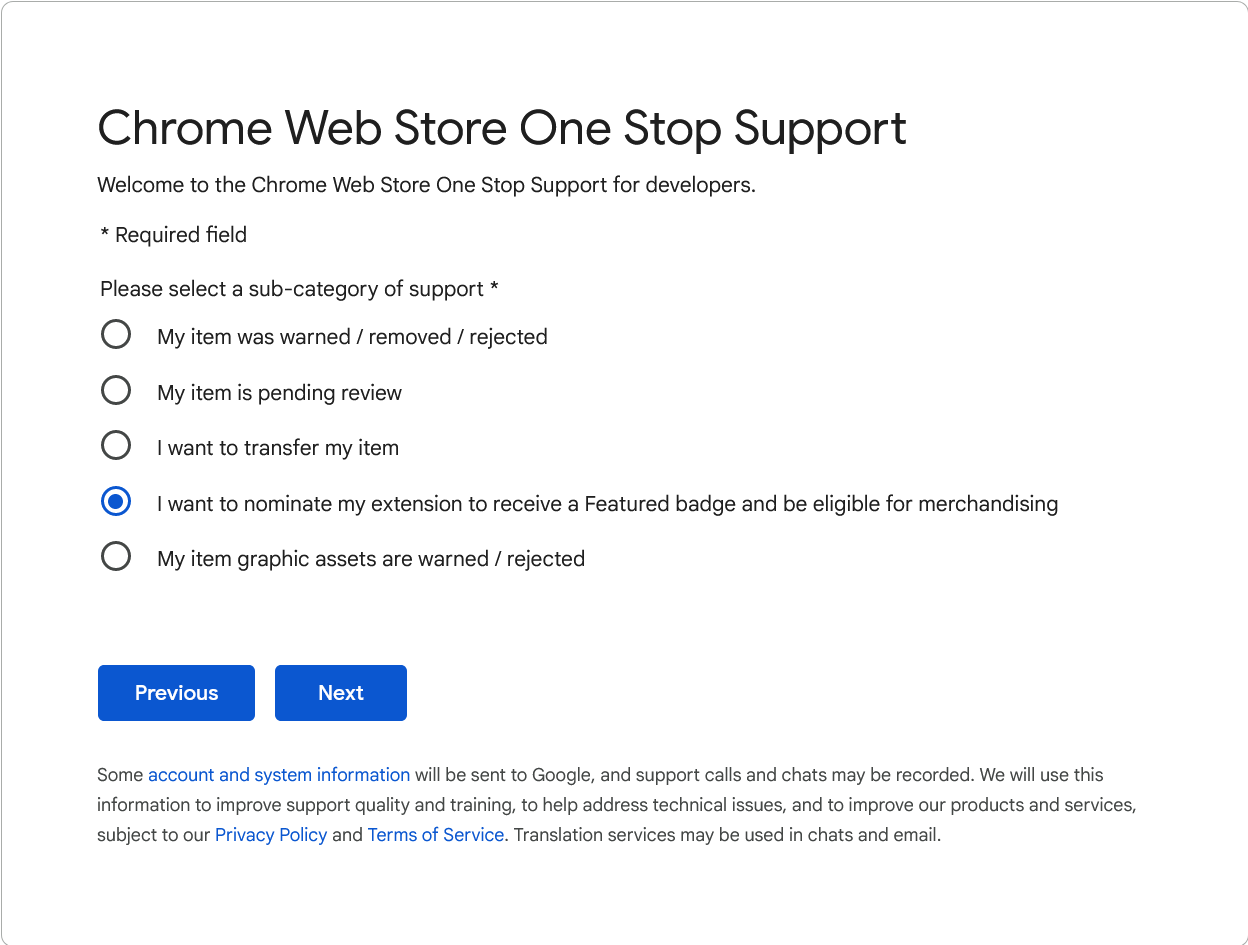 Chrome Web Store One Stop Support
Welcome to the Chrome Web Store One Stop Support for developers.
* Required field
Please select a sub-category of support *
My item was warned / removed / rejected
My item is pending review
I want to transfer my item
I want to nominate my extension to receive a Featured badge and be eligible for merchandising
My item graphic assets are warned / rejected
Previous Next
Some account and system information will be sent to Google, and support calls and chats may be recorded. We will use this
information to improve support quality and training, to help address technical issues, and to improve our products and services,
subject to our Privacy Policy and Terms of Service. Translation services may be used in chats and email.